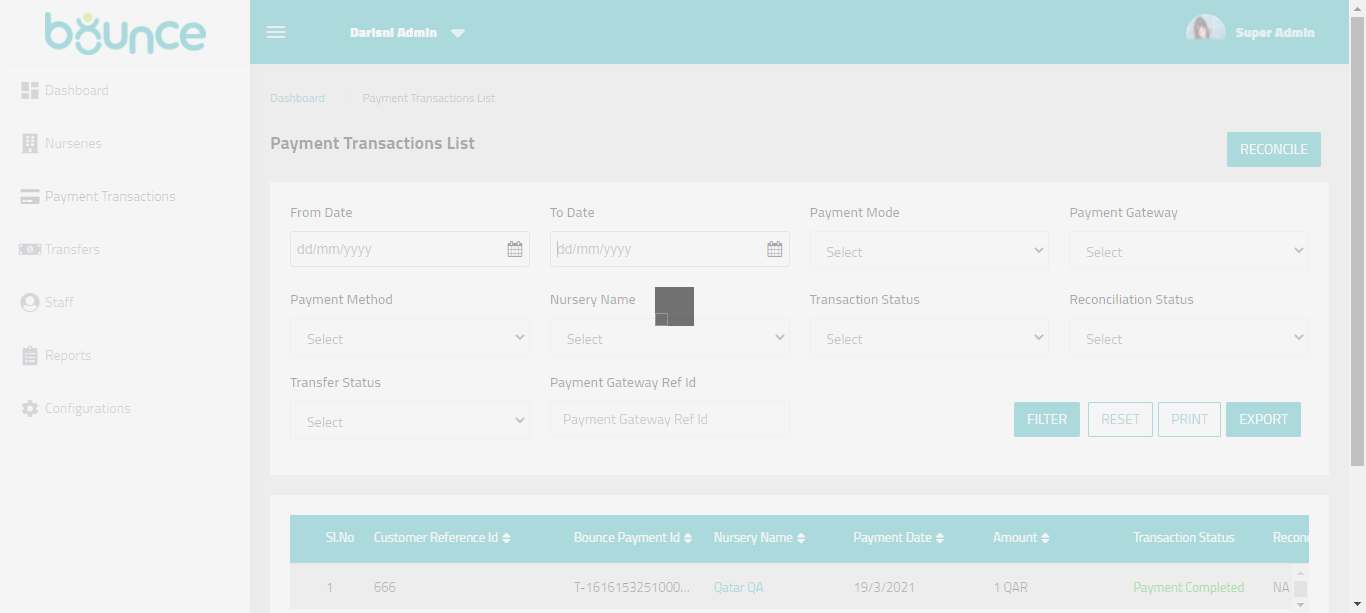 bounce
Darisni Admin
Super Admin
Dashboard
Nurseries
Payment Transactions
Transfers
Staff
Reports
Configurations
Dashboard Payment Transactions List
Payment Transactions List
RECONCILE
From Date To Date Payment Mode Payment Gateway
dd/mm/yyyy dd/mm/yyyy Select Select
Payment Method Nursery Name Transaction Status Reconciliation Status
Select Select Select Select
Transfer Status Payment Gateway Ref Id
Select Payment Gateway Ref Id FILTER RESET PRINT EXPORT
Sl.No Customer Reference Id Bounce Payment Id Nursery Name Payment Date Amount Transaction Status Recon
1 666 T-1616153251000... Qatar QA 19/3/2021 1 QAR Payment Completed NA